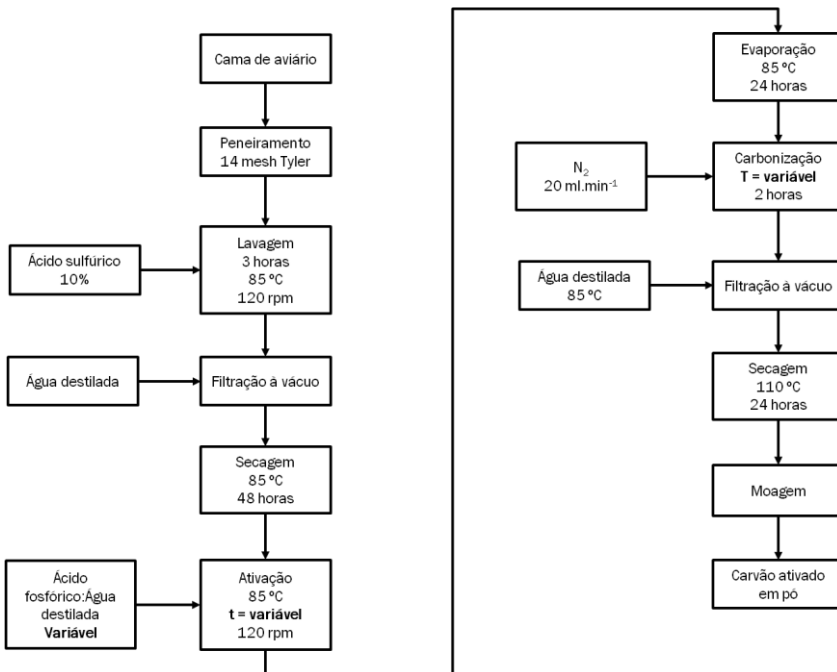 Cama de aviário
Peneiramento
14 mesh Tyler
Ácido sulfúrico
10%
Lavagem
3 horas
85 ºC
120 rpm
Água destilada
Filtração à vácuo
Secagem
85 ºC
48 horas
Ácido
fosfórico:Água
destilada
Variável
Ativação
85 ºC
t = variável
120 rpm
Evaporação
85 ºC
24 horas
N₂
20 ml.min⁻¹
Carbonização
T = variável
2 horas
Água destilada
85 ºC
Filtração à vácuo
Secagem
110 ºC
24 horas
Moagem
Carvão ativado
em pó